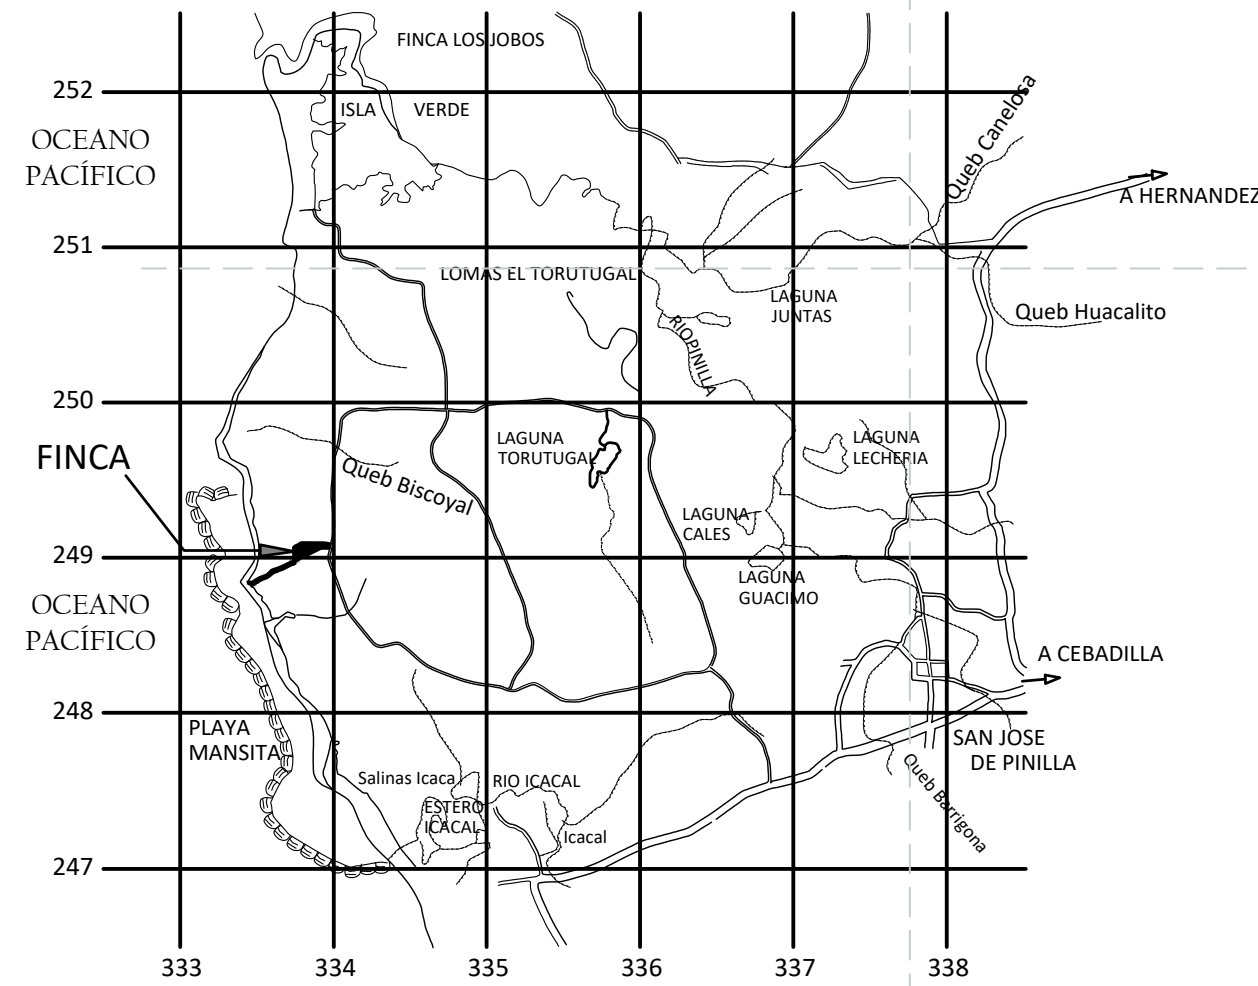 FINCA LOS JOBOS
252
ISLA VERDE
OCEANO
PACÍFICO
Queb Canelosa
A HERNANDEZ
251
LOMAS EL TORUTUGAL
LAGUNA
JUNTAS
Queb Huacalito
RIOPINILLA
250
FINCA
LAGUNA
TORUTUGAL
LAGUNA
LECHERIA
Queb Biscoyal
LAGUNA
CALES
249
LAGUNA
GUACIMO
OCEANO
PACÍFICO
A CEBADILLA
248
PLAYA
MANSITA
SAN JOSE
DE PINILLA
Salinas Icaca
RIO ICACAL
Queb Barrigona
ESTERO
ICACAL
Icacal
247
333 334 335 336 337 338